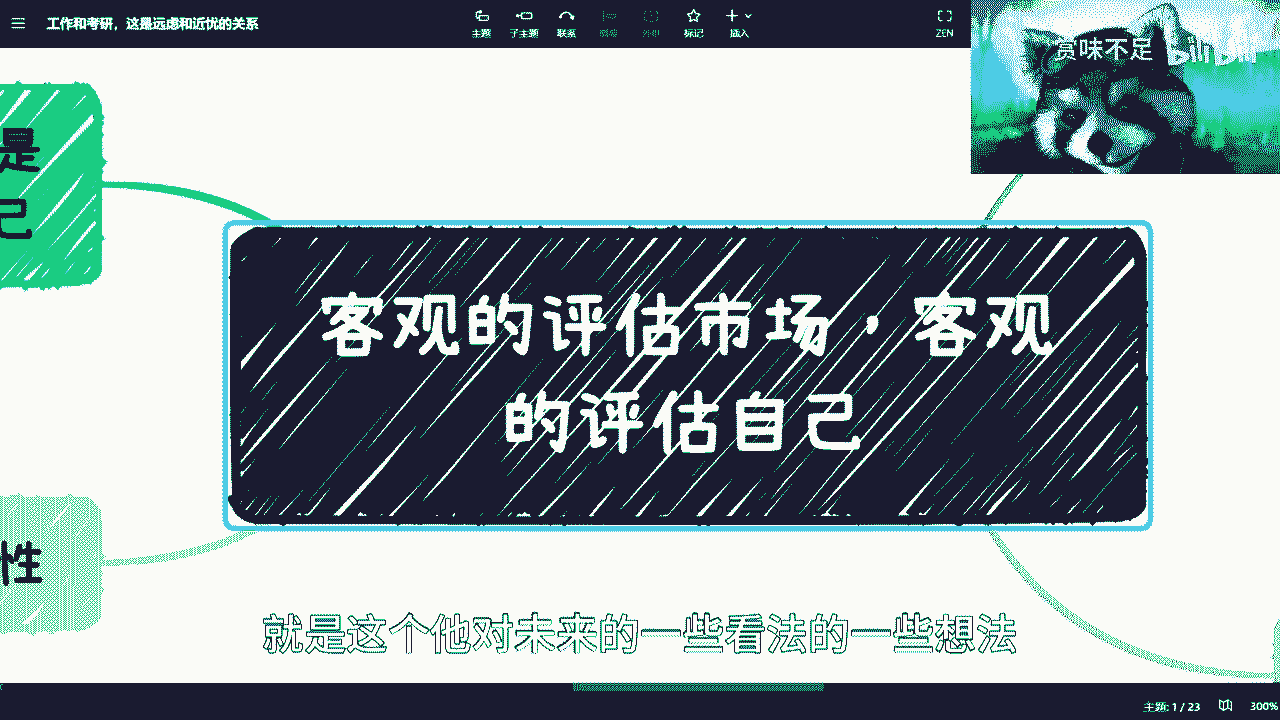 工作和考研，这是远虑和近忧的关系
主题
子主题
联系
概要
外框
标记
插入
ZEN
赏味不足 bilibili
是
己
客观的评估市场，客观
的评估自己
性
就是这个他对未来的一些看法的一些想法
主题: 1 / 23
300%